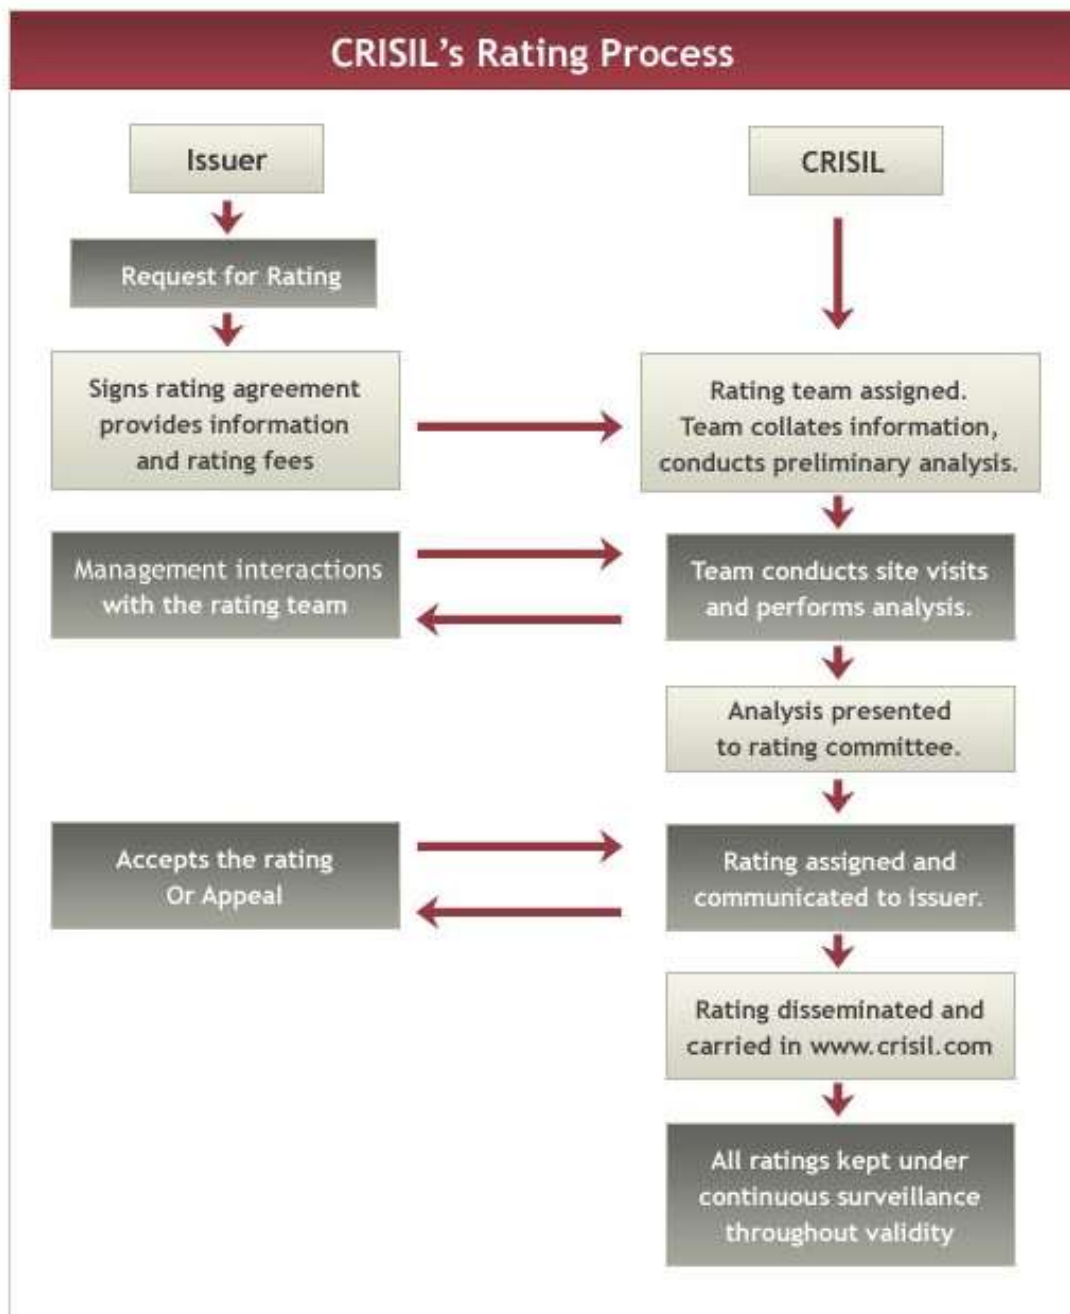 CRISIL's Rating Process
Issuer
CRISIL
Request for Rating
Signs rating agreement
provides information
and rating fees
Rating team assigned.
Team collates information,
conducts preliminary analysis.
Management interactions
with the rating team
Team conducts site visits
and performs analysis.
Analysis presented
to rating committee.
Accepts the rating
Or Appeal
Rating assigned and
communicated to issuer.
Rating disseminated and
carried in www.crisil.com
All ratings kept under
continuous surveillance
throughout validity